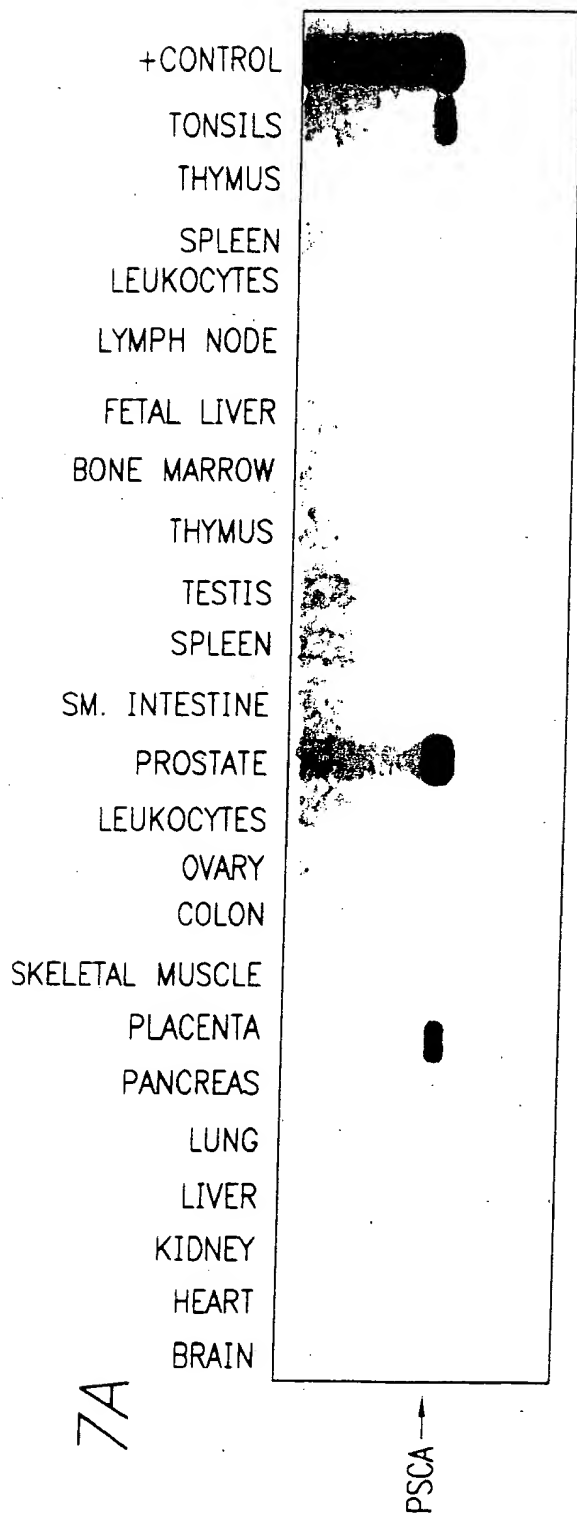 +CONTROL
TONSILS
THYMUS
SPLEEN
LEUKOCYTES
LYMPH NODE
FETAL LIVER
BONE MARROW
THYMUS
TESTIS
SPLEEN
SM. INTESTINE
PROSTATE
LEUKOCYTES
OVARY
COLON
SKELETAL MUSCLE
PLACENTA
PANCREAS
LUNG
LIVER
KIDNEY
HEART
BRAIN
7A
PSCA